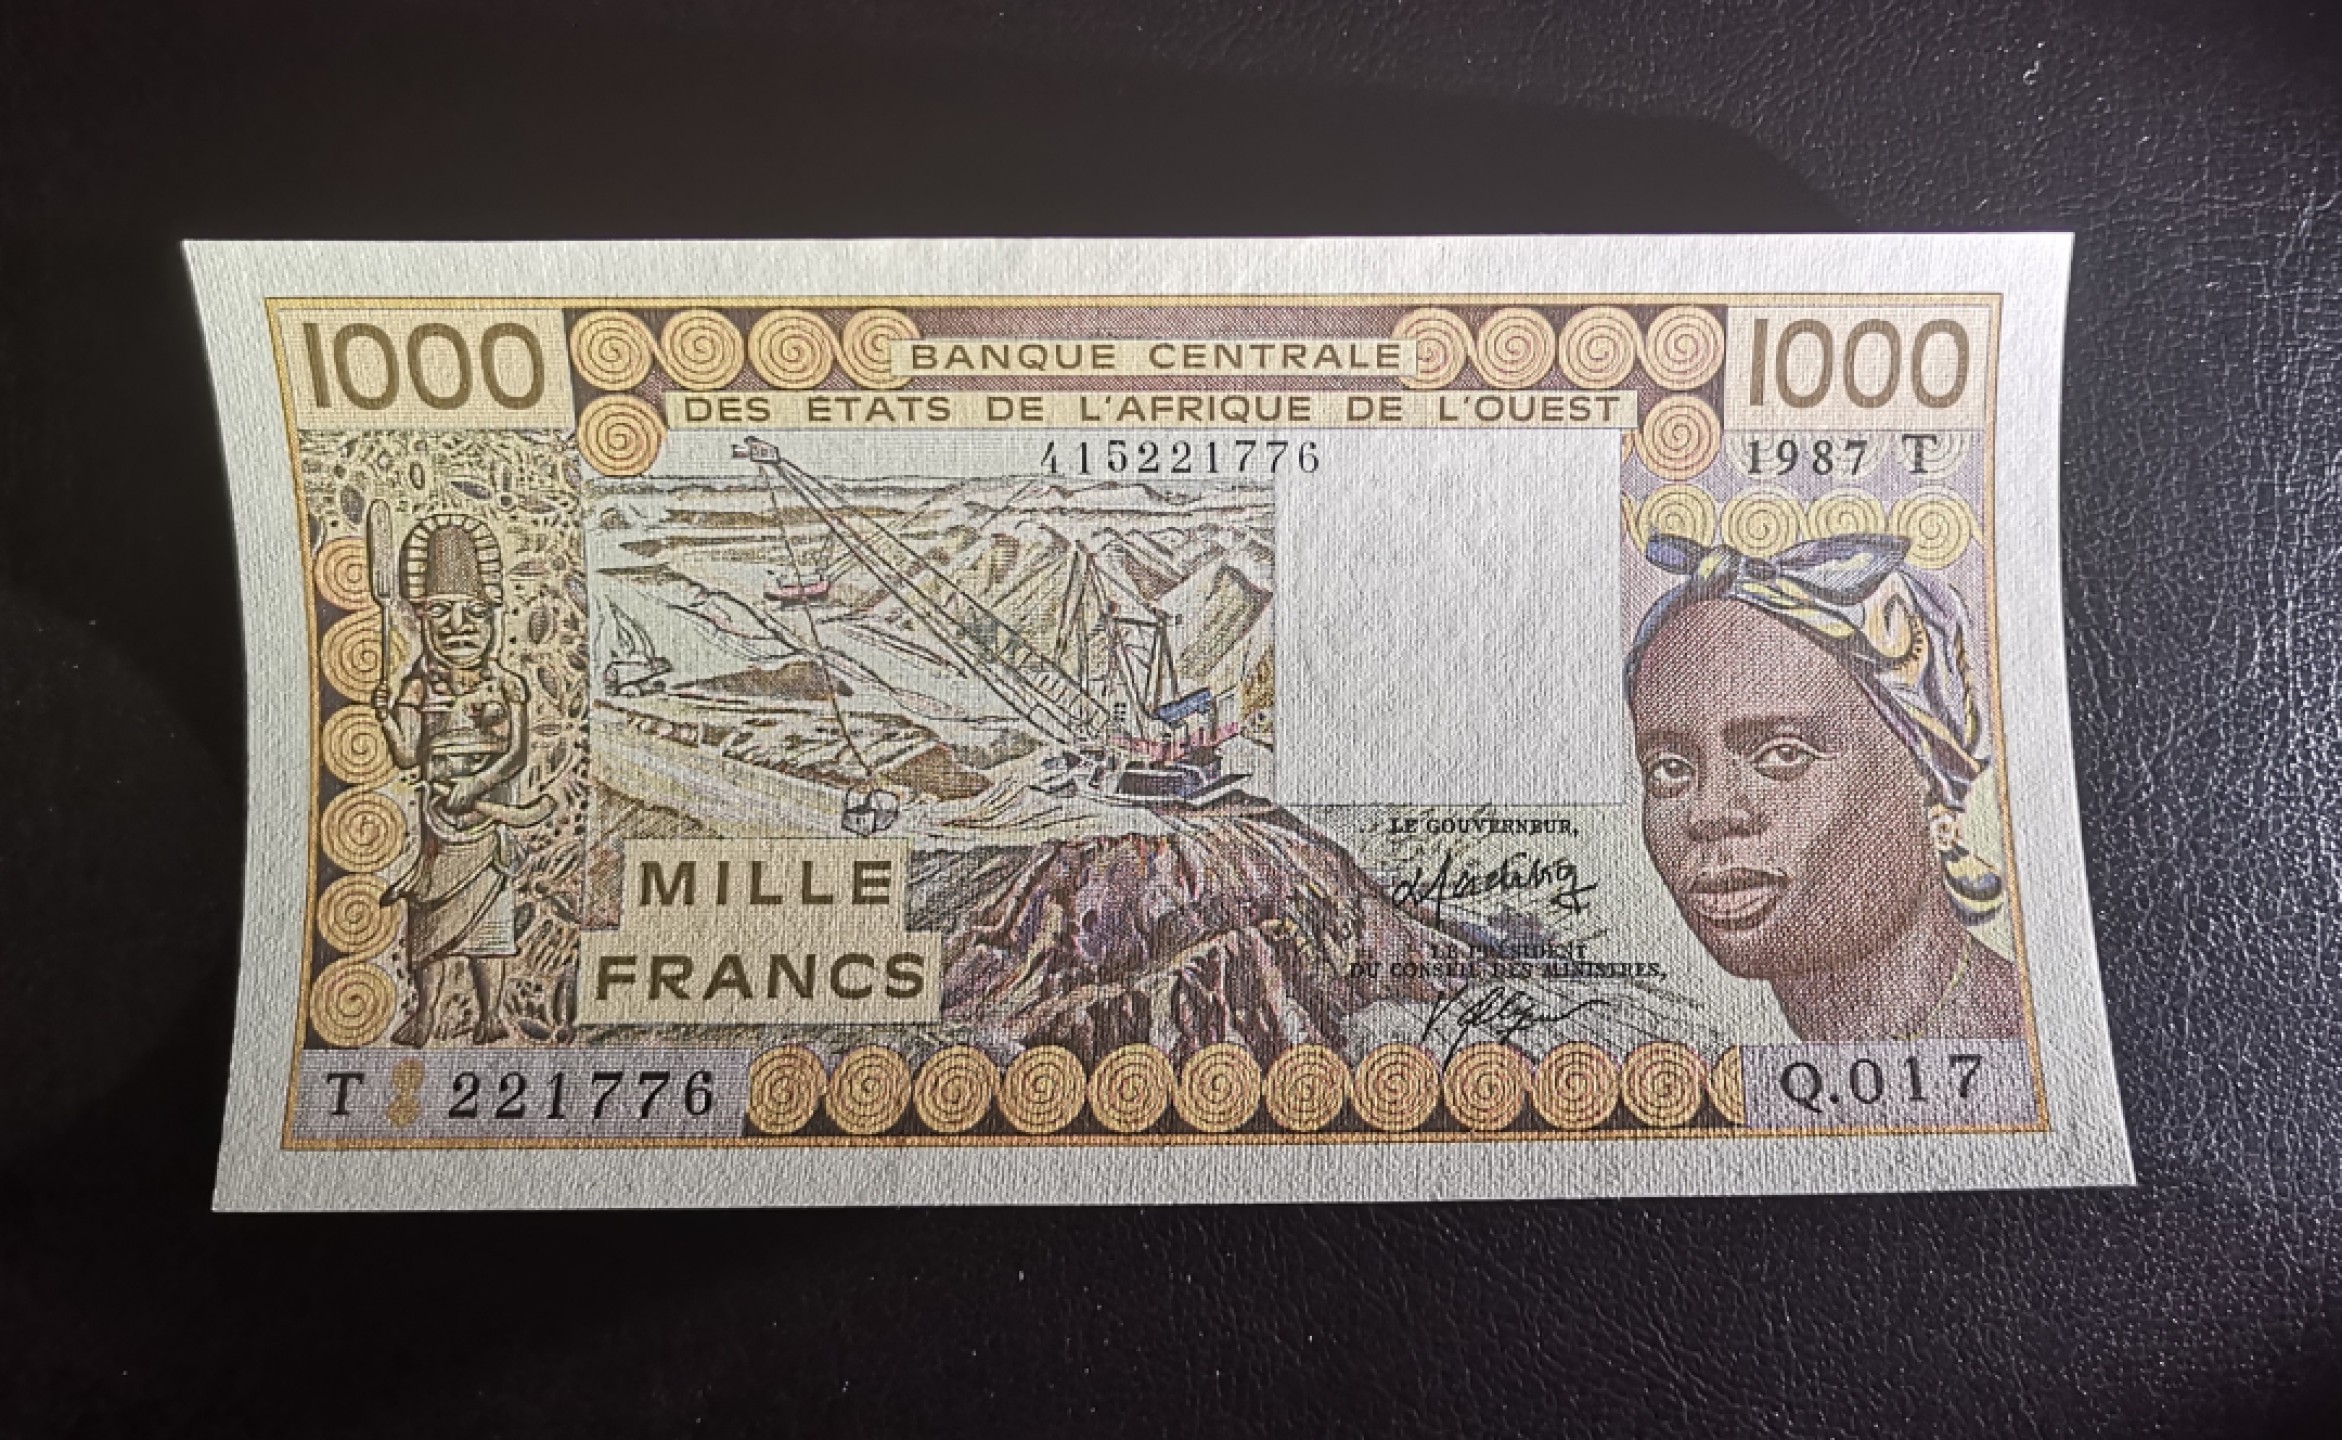 1000
BANQUE CENTRALE
1000
DES ÉTATS DE L'AFRIQUE DE L'OUEST
415221776
1987 T
LE GOUVERNEUR,
MILLE
FRANCS
LE PRÉSIDENT
DU CONSEIL DES MINISTRES,
T 221776
Q.017